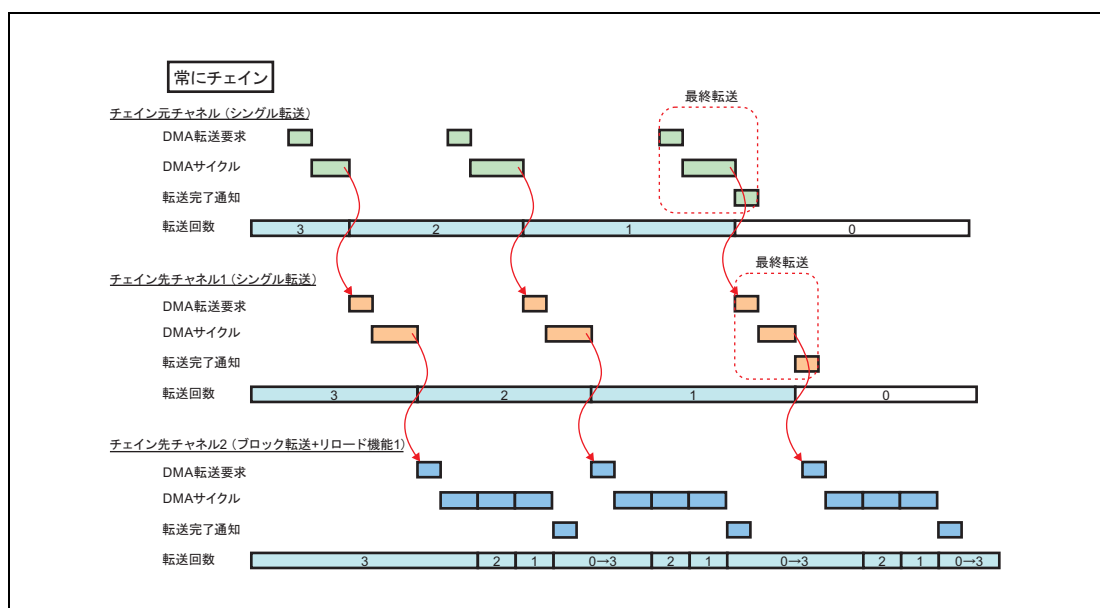 常にチェイン
最終転送
チェイン元チャネル (シングル転送)
DMA転送要求
DMAサイクル
転送完了通知
転送回数
3 2 1 0
最終転送
チェイン先チャネル1 (シングル転送)
DMA転送要求
DMAサイクル
転送完了通知
転送回数
3 2 1 0
チェイン先チャネル2 (ブロック転送+リロード機能1)
DMA転送要求
DMAサイクル
転送完了通知
転送回数
3 2 1 0→3 2 1 0→3 2 1 0→3